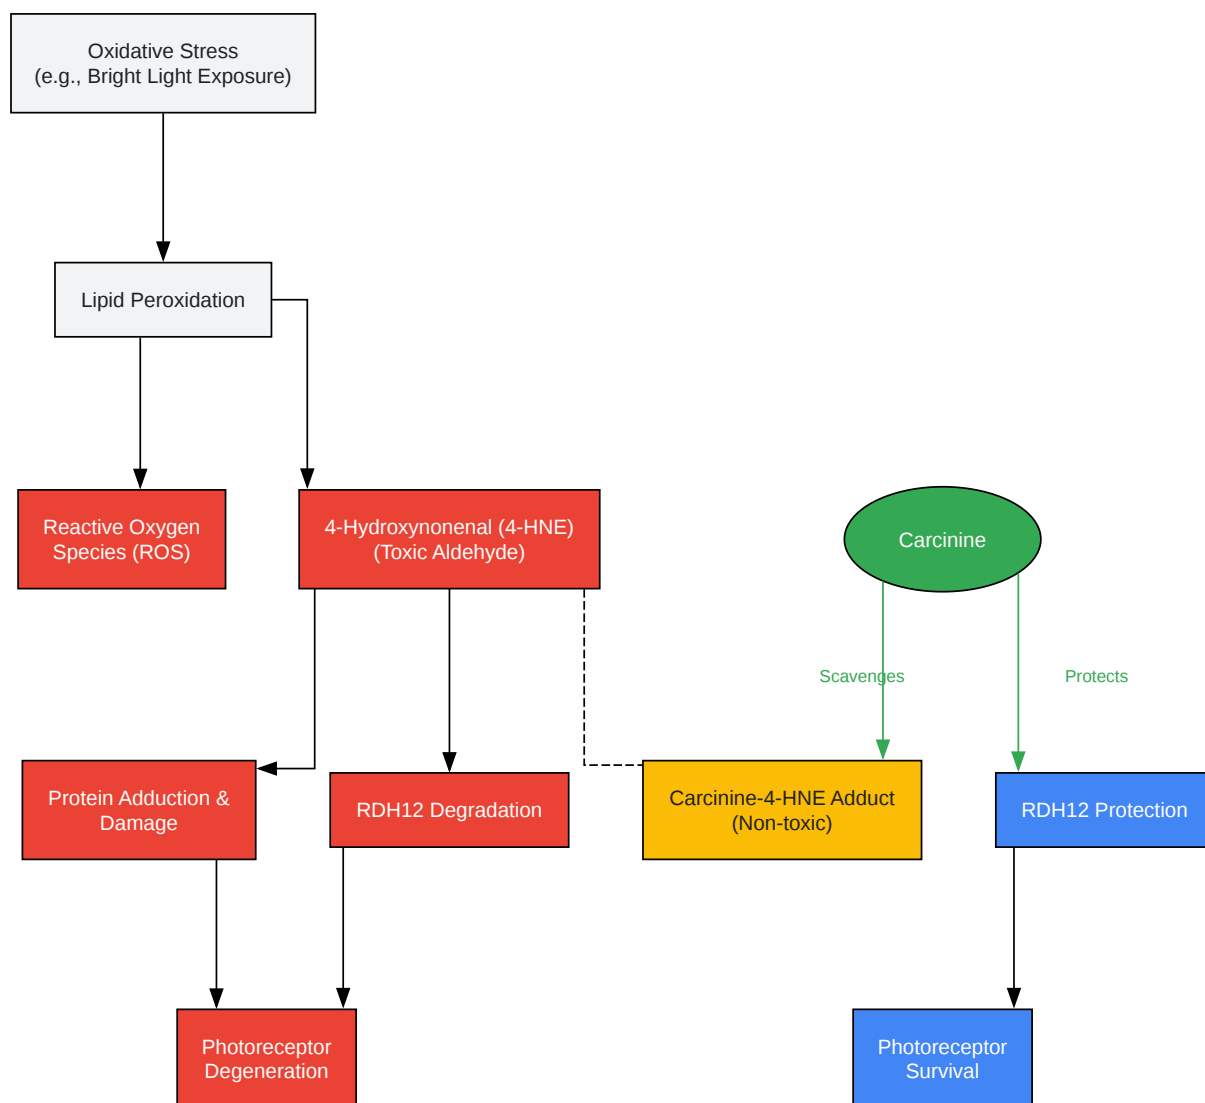 Oxidative Stress
(e.g., Bright Light Exposure)
Lipid Peroxidation
Reactive Oxygen
Species (ROS)
4-Hydroxynonenal (4-HNE)
(Toxic Aldehyde)
Carcinine
Scavenges
Protects
Protein Adduction &
Damage
RDH12 Degradation
Carcinine-4-HNE Adduct
(Non-toxic)
RDH12 Protection
Photoreceptor
Degeneration
Photoreceptor
Survival